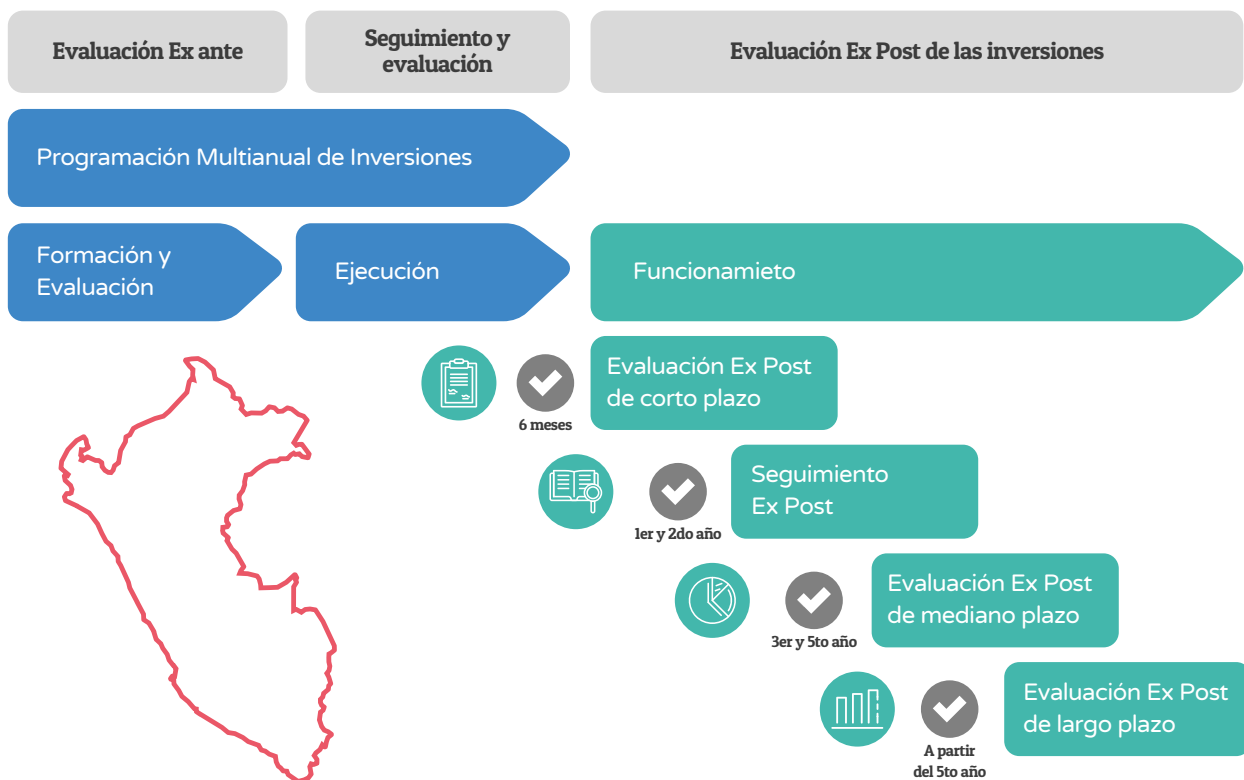 Evaluación Ex ante
Seguimiento y
evaluación
Evaluación Ex Post de las inversiones
Programación Multianual de Inversiones
Formación y
Evaluación
Ejecución
Funcionamieto
6 meses
Evaluación Ex Post
de corto plazo
1er y 2do año
Seguimiento
Ex Post
3er y 5to año
Evaluación Ex Post
de mediano plazo
A partir
del 5to año
Evaluación Ex Post
de largo plazo